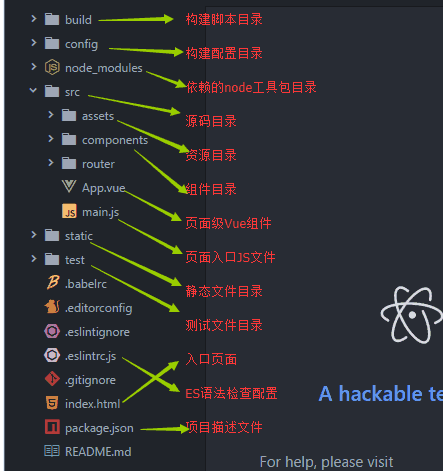 build 构建脚本目录
config 构建配置目录
node_modules 依赖的node工具包目录
src 源码目录
assets 资源目录
components 组件目录
router
App.vue 页面级Vue组件
main.js 页面入口JS文件
static 静态文件目录
test 测试文件目录
.babelrc
.editorconfig
.eslintignore 入口页面
.eslintrc.js ES语法检查配置
.gitignore
A hackable te
index.html
package.json 项目描述文件
README.md
For help, please visit